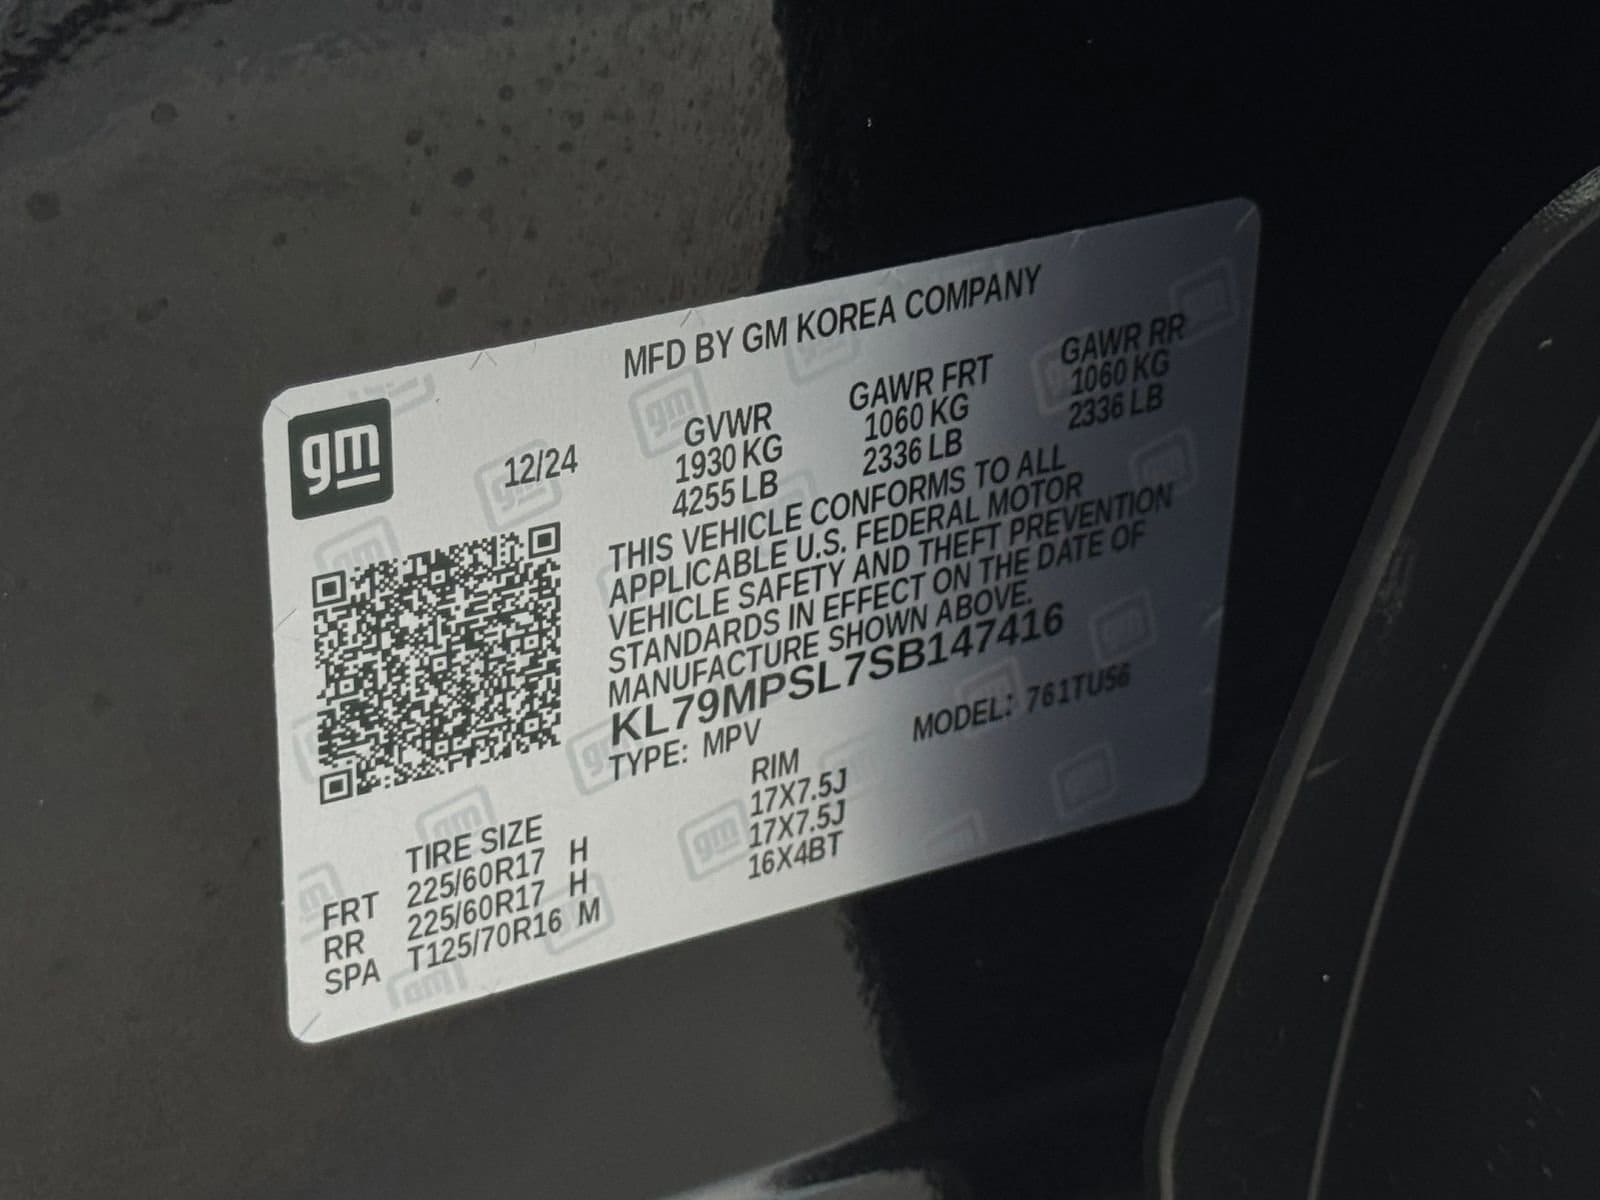 MFD BY GM KOREA COMPANY
gm
12/24
GVWR GAWR FRT GAWR RR
1930 KG 1060 KG 1060 KG
4255 LB 2336 LB 2336 LB
THIS VEHICLE CONFORMS TO ALL
APPLICABLE U.S. FEDERAL MOTOR
VEHICLE SAFETY AND THEFT PREVENTION
STANDARDS IN EFFECT ON THE DATE OF
MANUFACTURE SHOWN ABOVE.
KL79MPSL7SB147416
TYPE: MPV MODEL: 761TU56
TIRE SIZE RIM
FRT 225/60R17 H 17X7.5J
RR 225/60R17 H 17X7.5J
SPA T125/70R16 M 16X4BT